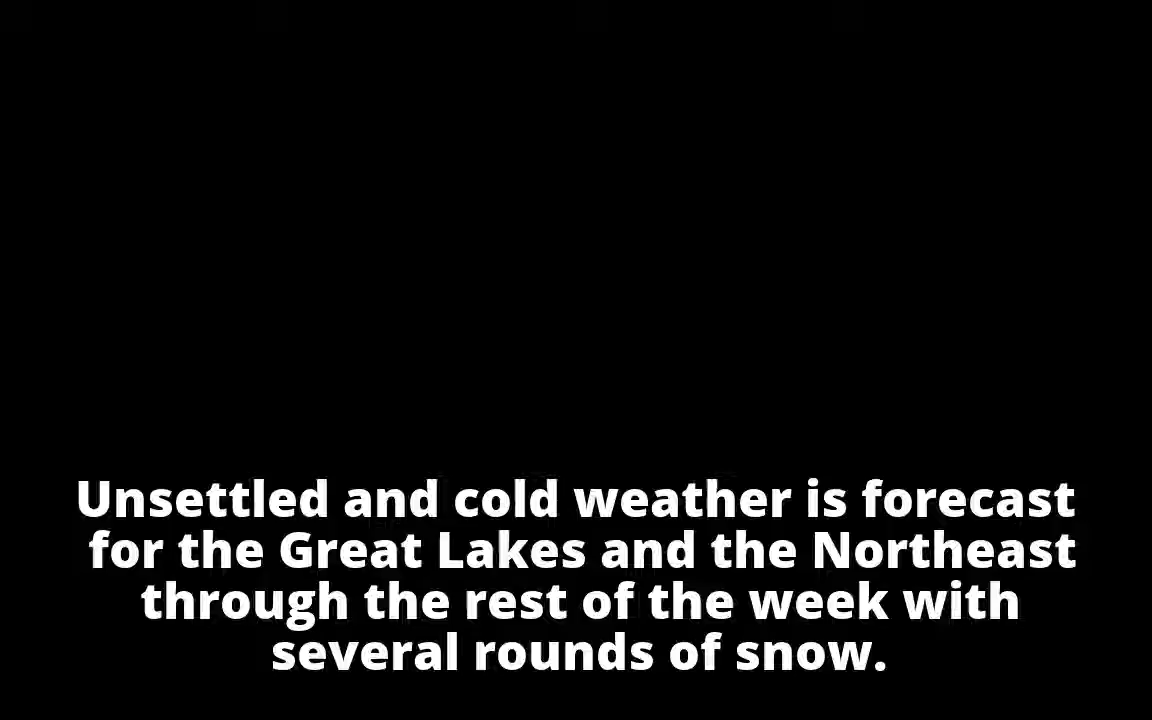 Unsettled and cold weather is forecast
for the Great Lakes and the Northeast
through the rest of the week with
several rounds of snow.